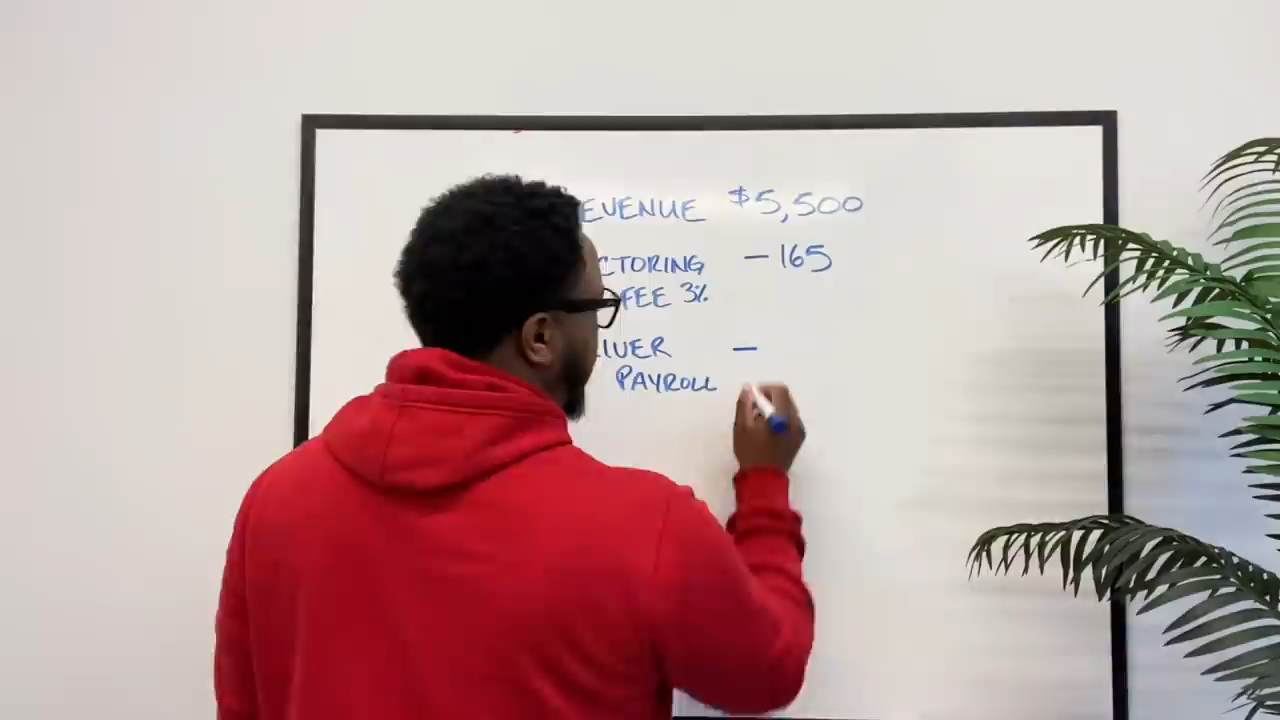 EVENUE $5,500
CTORING -165
FEE 3%
IVER -
PAYROLL